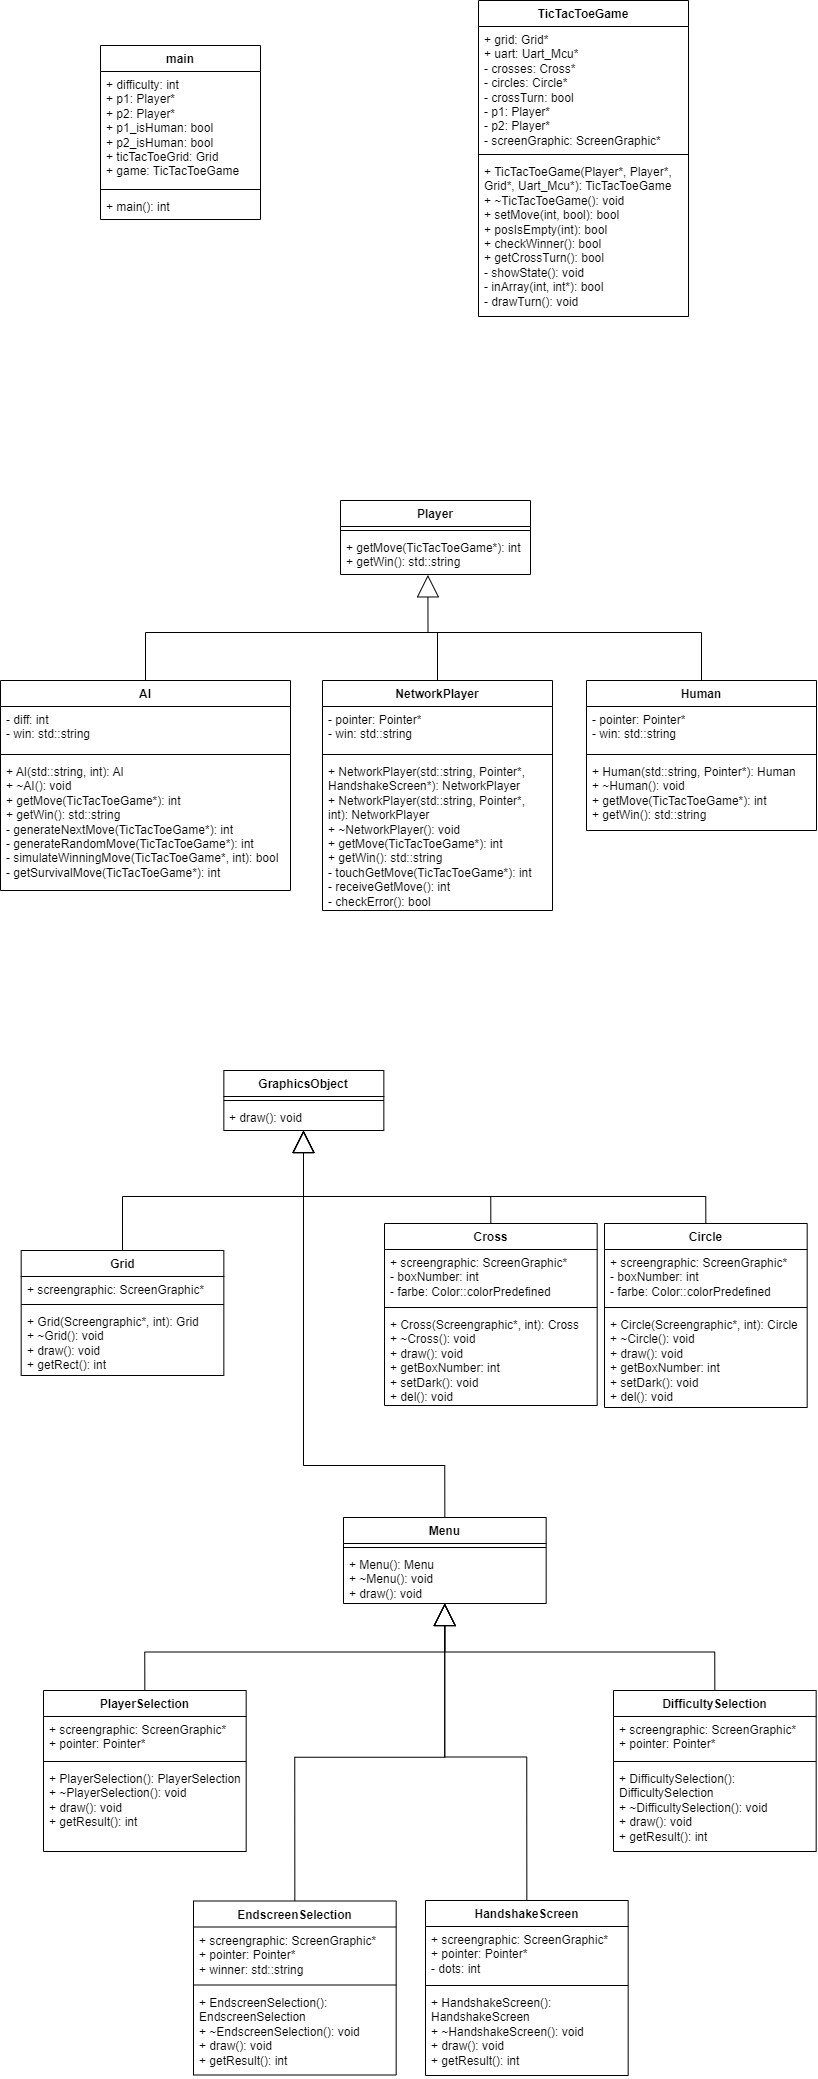 main
+ difficulty: int
+ p1: Player*
+ p2: Player*
+ p1_isHuman: bool
+ p2_isHuman: bool
+ ticTacToeGrid: Grid
+ game: TicTacToeGame
+ main(): int
TicTacToeGame
+ grid: Grid*
+ uart: Uart_Mcu*
- crosses: Cross*
- circles: Circle*
- crossTurn: bool
- p1: Player*
- p2: Player*
- screenGraphic: ScreenGraphic*
+ TicTacToeGame(Player*, Player*,
Grid*, Uart_Mcu*): TicTacToeGame
+ ~TicTacToeGame(): void
+ setMove(int, bool): bool
+ posIsEmpty(int): bool
+ checkWinner(): bool
+ getCrossTurn(): bool
- showState(): void
- inArray(int, int*): bool
- drawTurn(): void
Player
+ getMove(TicTacToeGame*): int
+ getWin(): std::string
AI
- diff: int
- win: std::string
+ AI(std::string, int): AI
+ ~AI(): void
+ getMove(TicTacToeGame*): int
+ getWin(): std::string
- generateNextMove(TicTacToeGame*): int
- generateRandomMove(TicTacToeGame*): int
- simulateWinningMove(TicTacToeGame*, int): bool
- getSurvivalMove(TicTacToeGame*): int
NetworkPlayer
- pointer: Pointer*
- win: std::string
+ NetworkPlayer(std::string, Pointer*,
HandshakeScreen*): NetworkPlayer
+ NetworkPlayer(std::string, Pointer*,
int): NetworkPlayer
+ ~NetworkPlayer(): void
+ getMove(TicTacToeGame*): int
+ getWin(): std::string
- touchGetMove(TicTacToeGame*): int
- receiveGetMove(): int
- checkError(): bool
Human
- pointer: Pointer*
- win: std::string
+ Human(std::string, Pointer*): Human
+ ~Human(): void
+ getMove(TicTacToeGame*): int
+ getWin(): std::string
GraphicsObject
+ draw(): void
Grid
+ screengraphic: ScreenGraphic*
+ Grid(Screengraphic*, int): Grid
+ ~Grid(): void
+ draw(): void
+ getRect(): int
Cross
+ screengraphic: ScreenGraphic*
- boxNumber: int
- farbe: Color::colorPredefined
+ Cross(Screengraphic*, int): Cross
+ ~Cross(): void
+ draw(): void
+ getBoxNumber: int
+ setDark(): void
+ del(): void
Circle
+ screengraphic: ScreenGraphic*
- boxNumber: int
- farbe: Color::colorPredefined
+ Circle(Screengraphic*, int): Circle
+ ~Circle(): void
+ draw(): void
+ getBoxNumber: int
+ setDark(): void
+ del(): void
Menu
+ Menu(): Menu
+ ~Menu(): void
+ draw(): void
PlayerSelection
+ screengraphic: ScreenGraphic*
+ pointer: Pointer*
+ PlayerSelection(): PlayerSelection
+ ~PlayerSelection(): void
+ draw(): void
+ getResult(): int
DifficultySelection
+ screengraphic: ScreenGraphic*
+ pointer: Pointer*
+ DifficultySelection():
DifficultySelection
+ ~DifficultySelection(): void
+ draw(): void
+ getResult(): int
EndscreenSelection
+ screengraphic: ScreenGraphic*
+ pointer: Pointer*
+ winner: std::string
+ EndscreenSelection():
EndscreenSelection
+ ~EndscreenSelection(): void
+ draw(): void
+ getResult(): int
HandshakeScreen
+ screengraphic: ScreenGraphic*
+ pointer: Pointer*
- dots: int
+ HandshakeScreen():
HandshakeScreen
+ ~HandshakeScreen(): void
+ draw(): void
+ getResult(): int